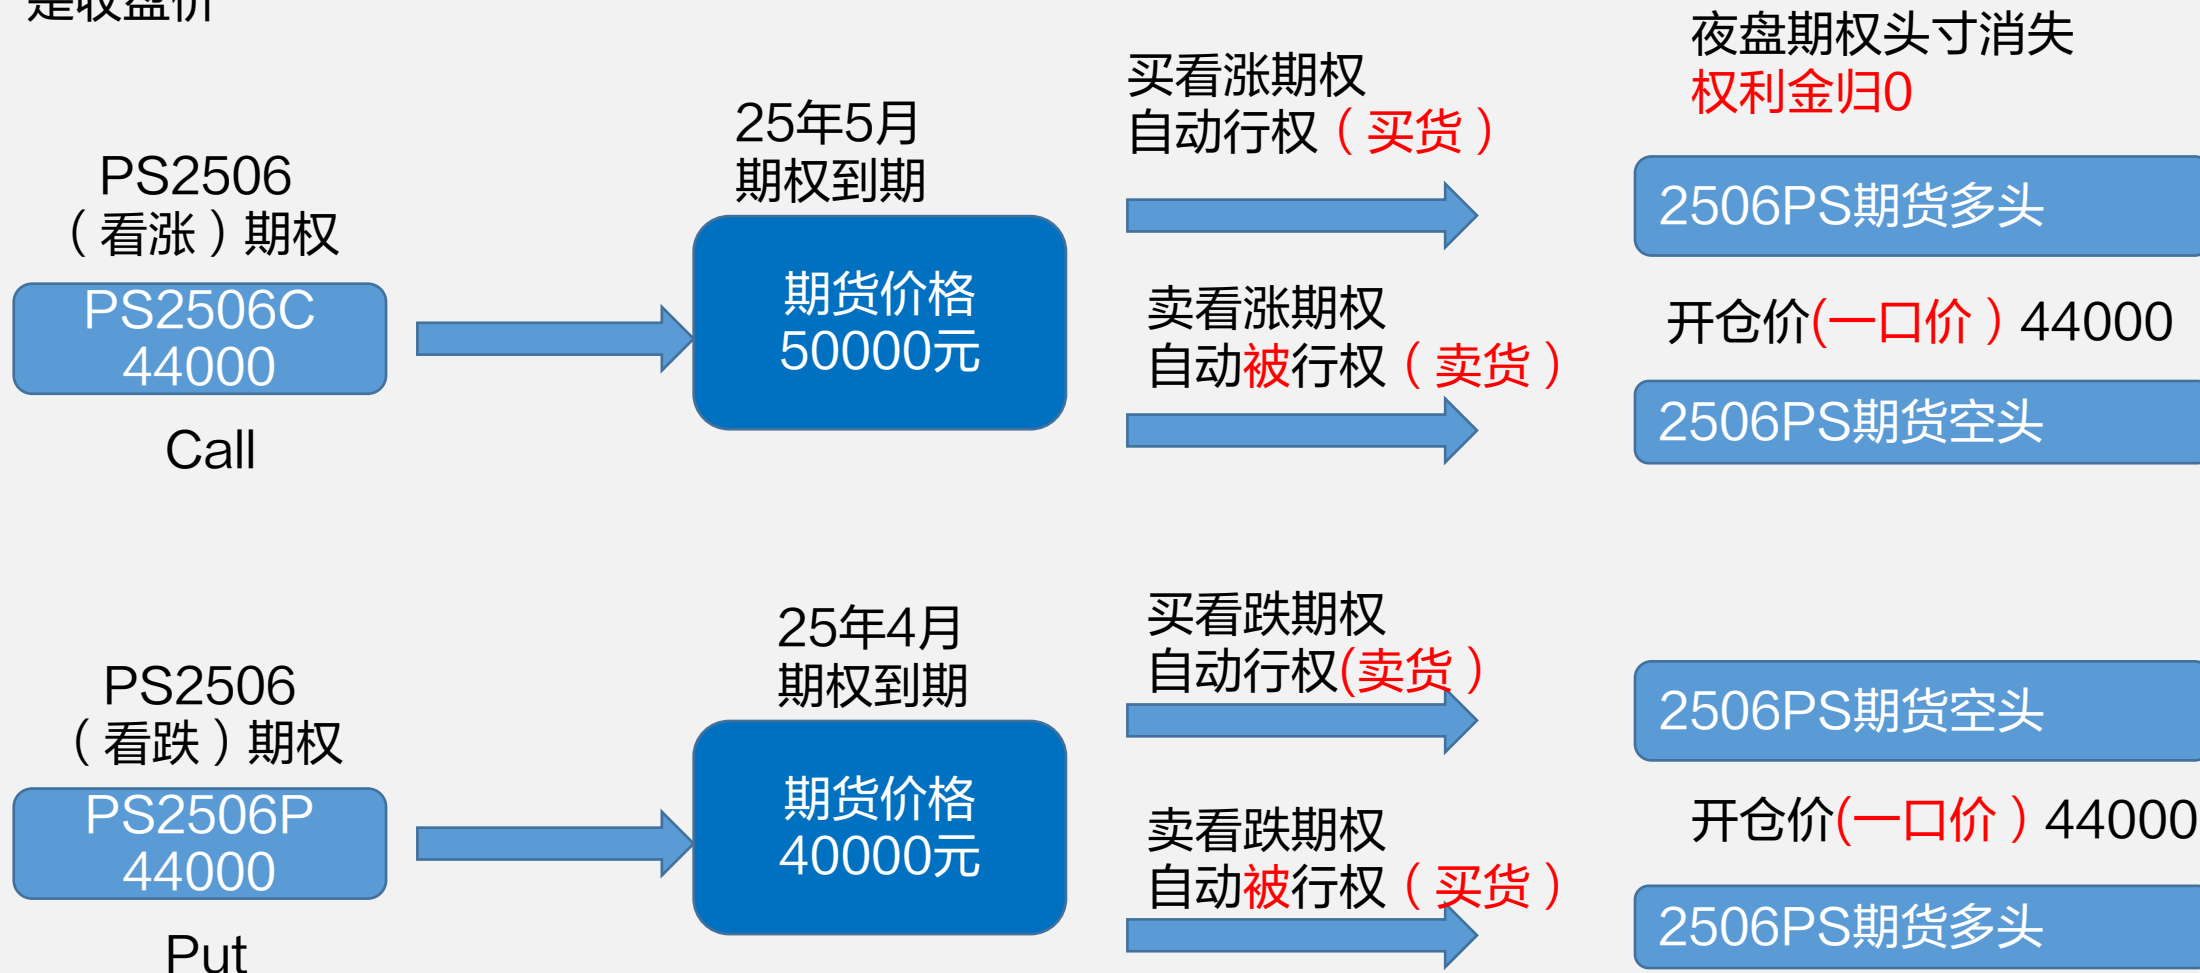 是收盘价
夜盘期权头寸消失
权利金归0
买看涨期权
自动行权（买货）
25年5月
期权到期
PS2506
（看涨）期权
2506PS期货多头
期货价格
50000元
PS2506C
44000
卖看涨期权
自动被行权（卖货）
开仓价(一口价）44000
2506PS期货空头
Call
买看跌期权
自动行权(卖货）
25年4月
期权到期
PS2506
（看跌）期权
2506PS期货空头
期货价格
40000元
PS2506P
44000
卖看跌期权
自动被行权（买货）
开仓价(一口价）44000
2506PS期货多头
Put